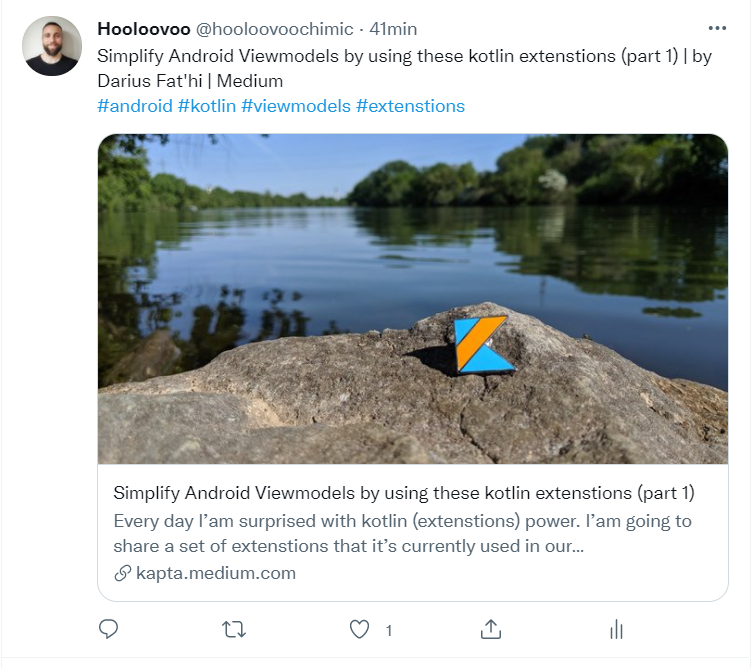 Hooloovoo @hooloovoochimic · 41min
Simplify Android Viewmodels by using these kotlin extenstions (part 1) | by
Darius Fat'hi | Medium
#android #kotlin #viewmodels #extenstions
Simplify Android Viewmodels by using these kotlin extenstions (part 1)
Every day I’am surprised with kotlin (extenstions) power. I’am going to
share a set of extenstions that it’s currently used in our...
kapta.medium.com
1